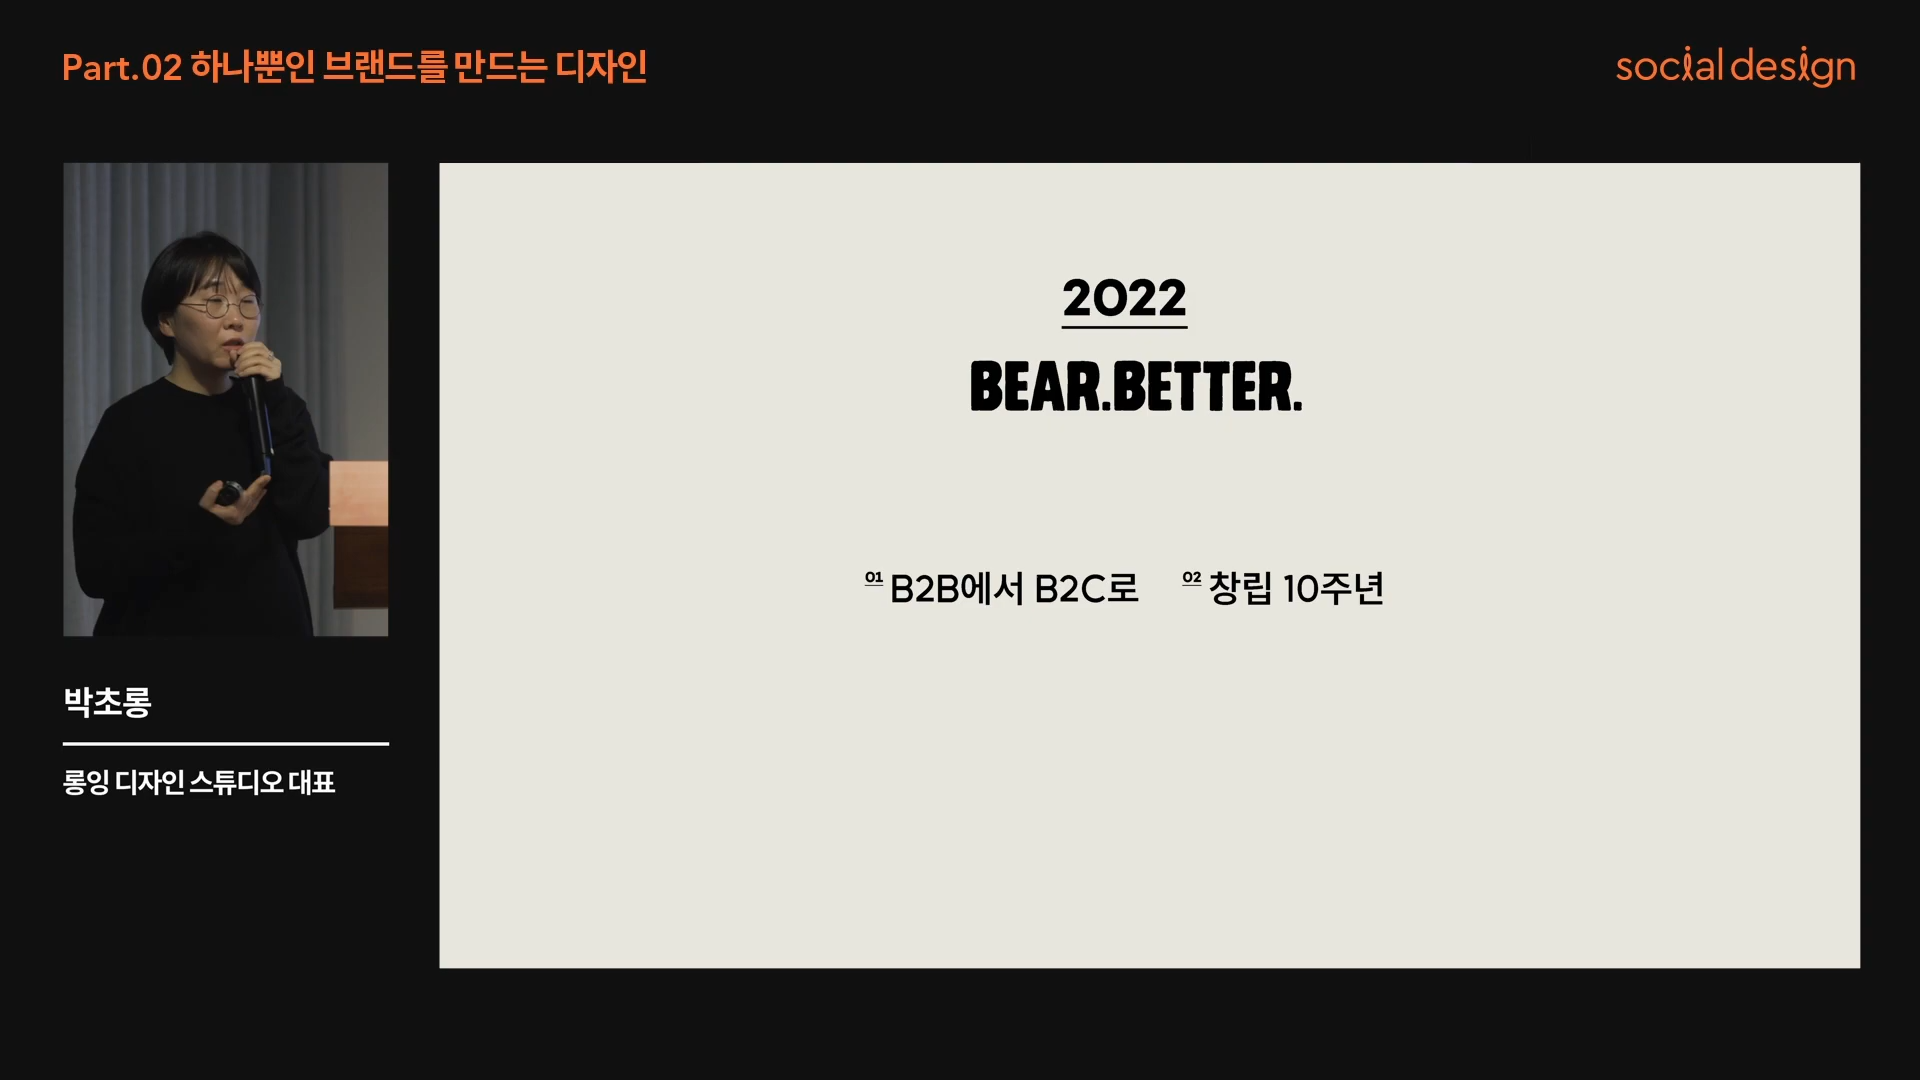 Part.02 하나뿐인 브랜드를 만드는 디자인
social design
2022
BEAR.BETTER.
01 B2B에서 B2C로
02 창립 10주년
박초롱
롱잉 디자인 스튜디오 대표